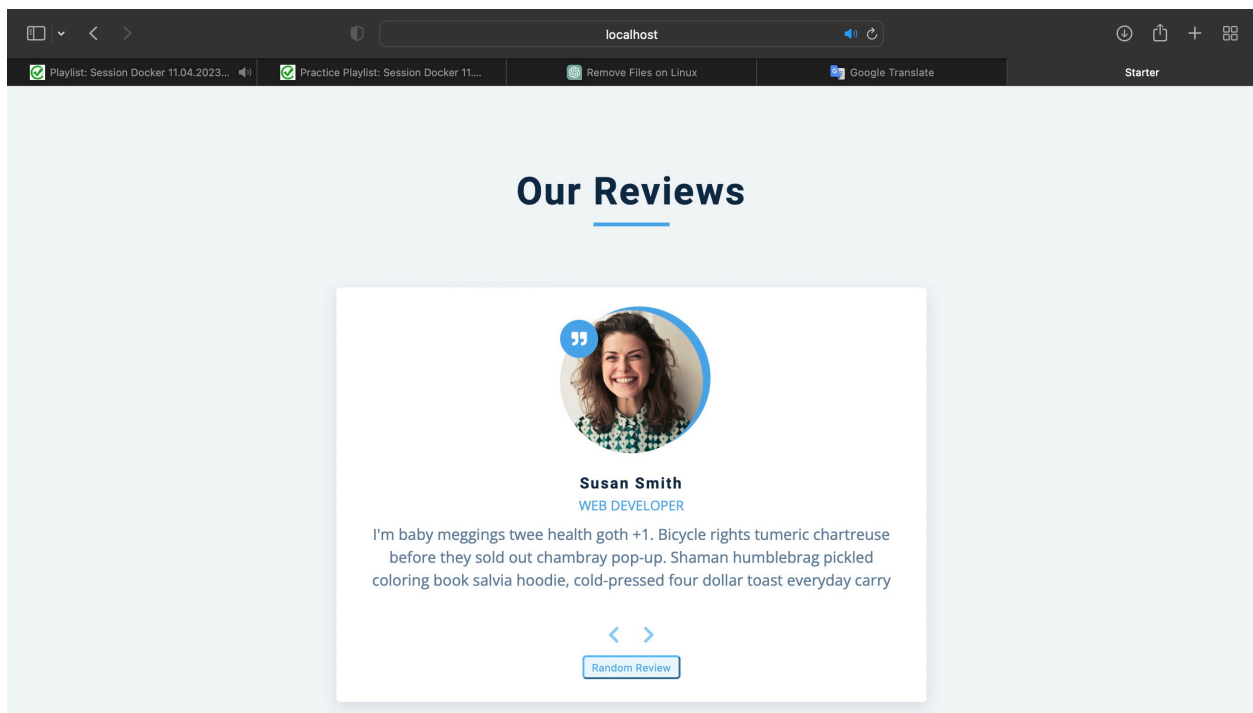 localhost
Playlist: Session Docker 11.04.2023...
Practice Playlist: Session Docker 11....
Remove Files on Linux
Google Translate
Starter
Our Reviews
Susan Smith
WEB DEVELOPER
I'm baby meggings twee health goth +1. Bicycle rights tumeric chartreuse
before they sold out chambray pop-up. Shaman humblebrag pickled
coloring book salvia hoodie, cold-pressed four dollar toast everyday carry
Random Review